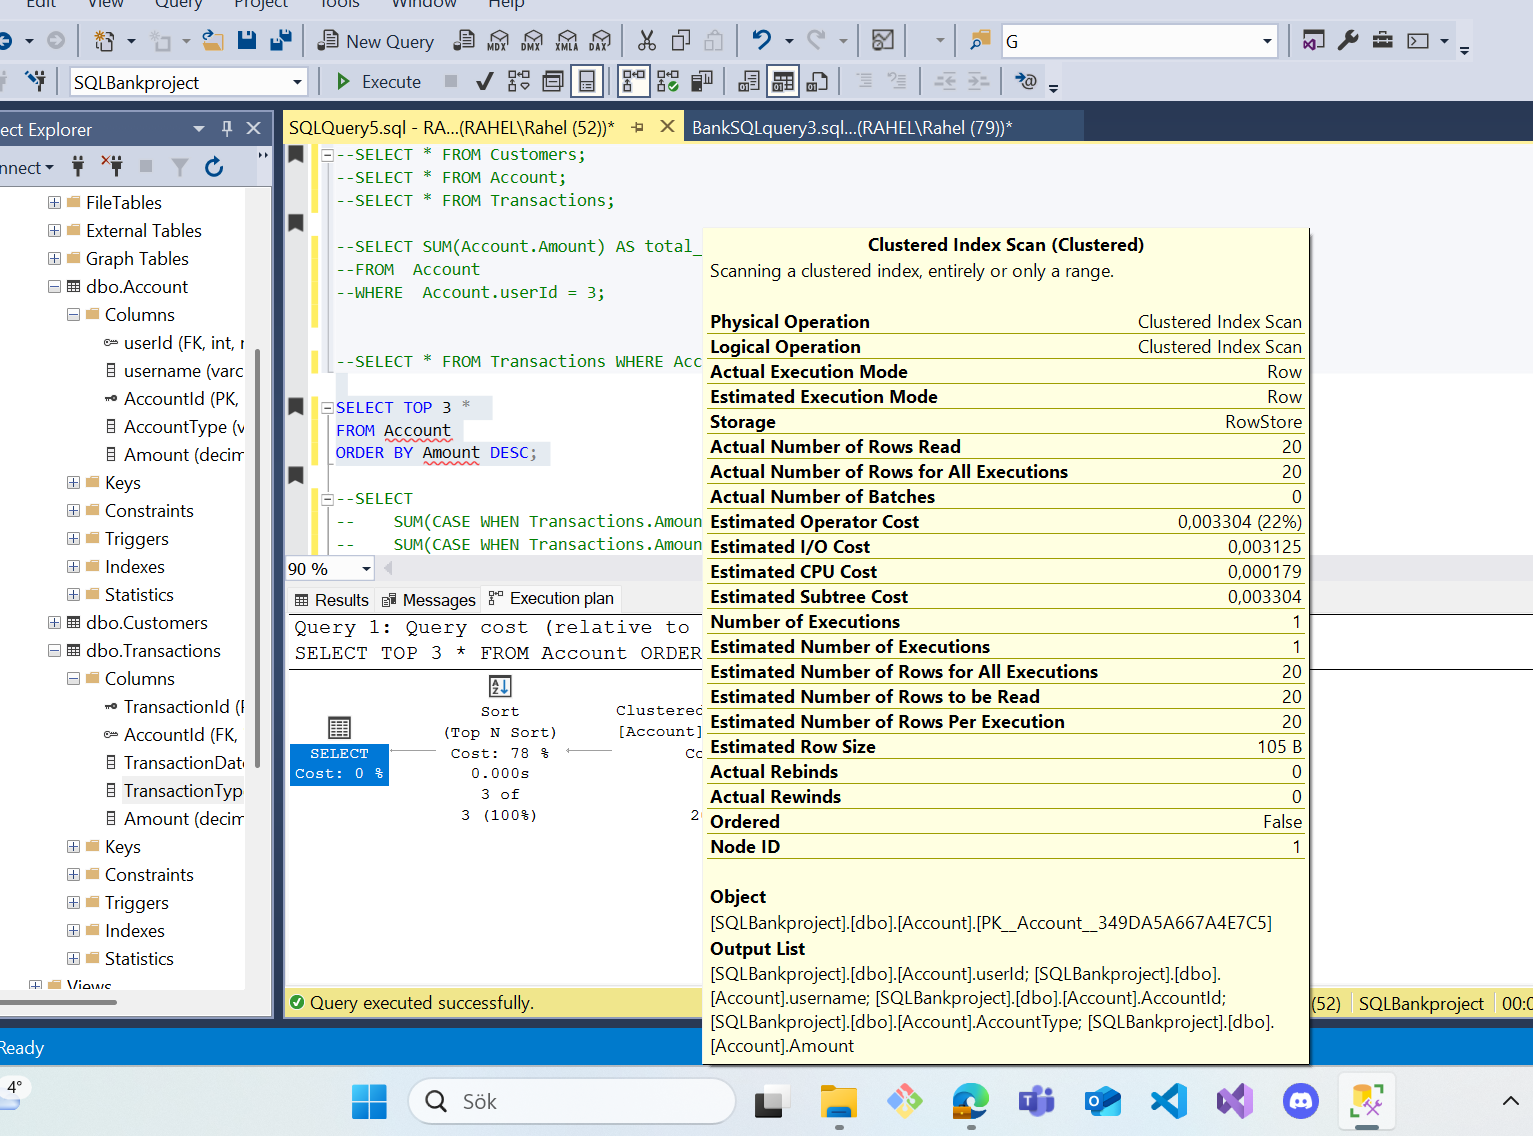 Edit View Query Project Tools Window Help
New Query MDX DMX XMLA DAX G
SQLBankproject Execute
ect Explorer
nnect
FileTables
External Tables
Graph Tables
dbo.Account
Columns
userId (FK, int, r
username (varc
AccountId (PK,
AccountType (v
Amount (decim
Keys
Constraints
Triggers
Indexes
Statistics
dbo.Customers
dbo.Transactions
Columns
TransactionId (F
AccountId (FK,
TransactionDat
TransactionTyp
Amount (decim
Keys
Constraints
Triggers
Indexes
Statistics
Views
SQLQuery5.sql - RA...(RAHEL\Rahel (52))* BankSQLquery3.sql...(RAHEL\Rahel (79))*
--SELECT * FROM Customers;
--SELECT * FROM Account;
--SELECT * FROM Transactions;
--SELECT SUM(Account.Amount) AS total_
--FROM  Account
--WHERE  Account.userId = 3;
--SELECT * FROM Transactions WHERE Acc
SELECT TOP 3 *
FROM Account
ORDER BY Amount DESC;
--SELECT
--    SUM(CASE WHEN Transactions.Amoun
--    SUM(CASE WHEN Transactions.Amoun
90 %
Results Messages Execution plan
Query 1: Query cost (relative to
SELECT TOP 3 * FROM Account ORDER
SELECT
Cost: 0 %
Sort
(Top N Sort)
Cost: 78 %
0.000s
3 of
3 (100%)
Clustered
[Account]
Co
2
Clustered Index Scan (Clustered)
Scanning a clustered index, entirely or only a range.
Physical Operation Clustered Index Scan
Logical Operation Clustered Index Scan
Actual Execution Mode Row
Estimated Execution Mode Row
Storage RowStore
Actual Number of Rows Read 20
Actual Number of Rows for All Executions 20
Actual Number of Batches 0
Estimated Operator Cost 0,003304 (22%)
Estimated I/O Cost 0,003125
Estimated CPU Cost 0,000179
Estimated Subtree Cost 0,003304
Number of Executions 1
Estimated Number of Executions 1
Estimated Number of Rows for All Executions 20
Estimated Number of Rows to be Read 20
Estimated Number of Rows Per Execution 20
Estimated Row Size 105 B
Actual Rebinds 0
Actual Rewinds 0
Ordered False
Node ID 1
Object
[SQLBankproject].[dbo].[Account].[PK__Account__349DA5A667A4E7C5]
Output List
[SQLBankproject].[dbo].[Account].userId; [SQLBankproject].[dbo].
[Account].username; [SQLBankproject].[dbo].[Account].AccountId;
[SQLBankproject].[dbo].[Account].AccountType; [SQLBankproject].[dbo].
[Account].Amount
Query executed successfully. (52) SQLBankproject 00:0
Ready
4°
Sök